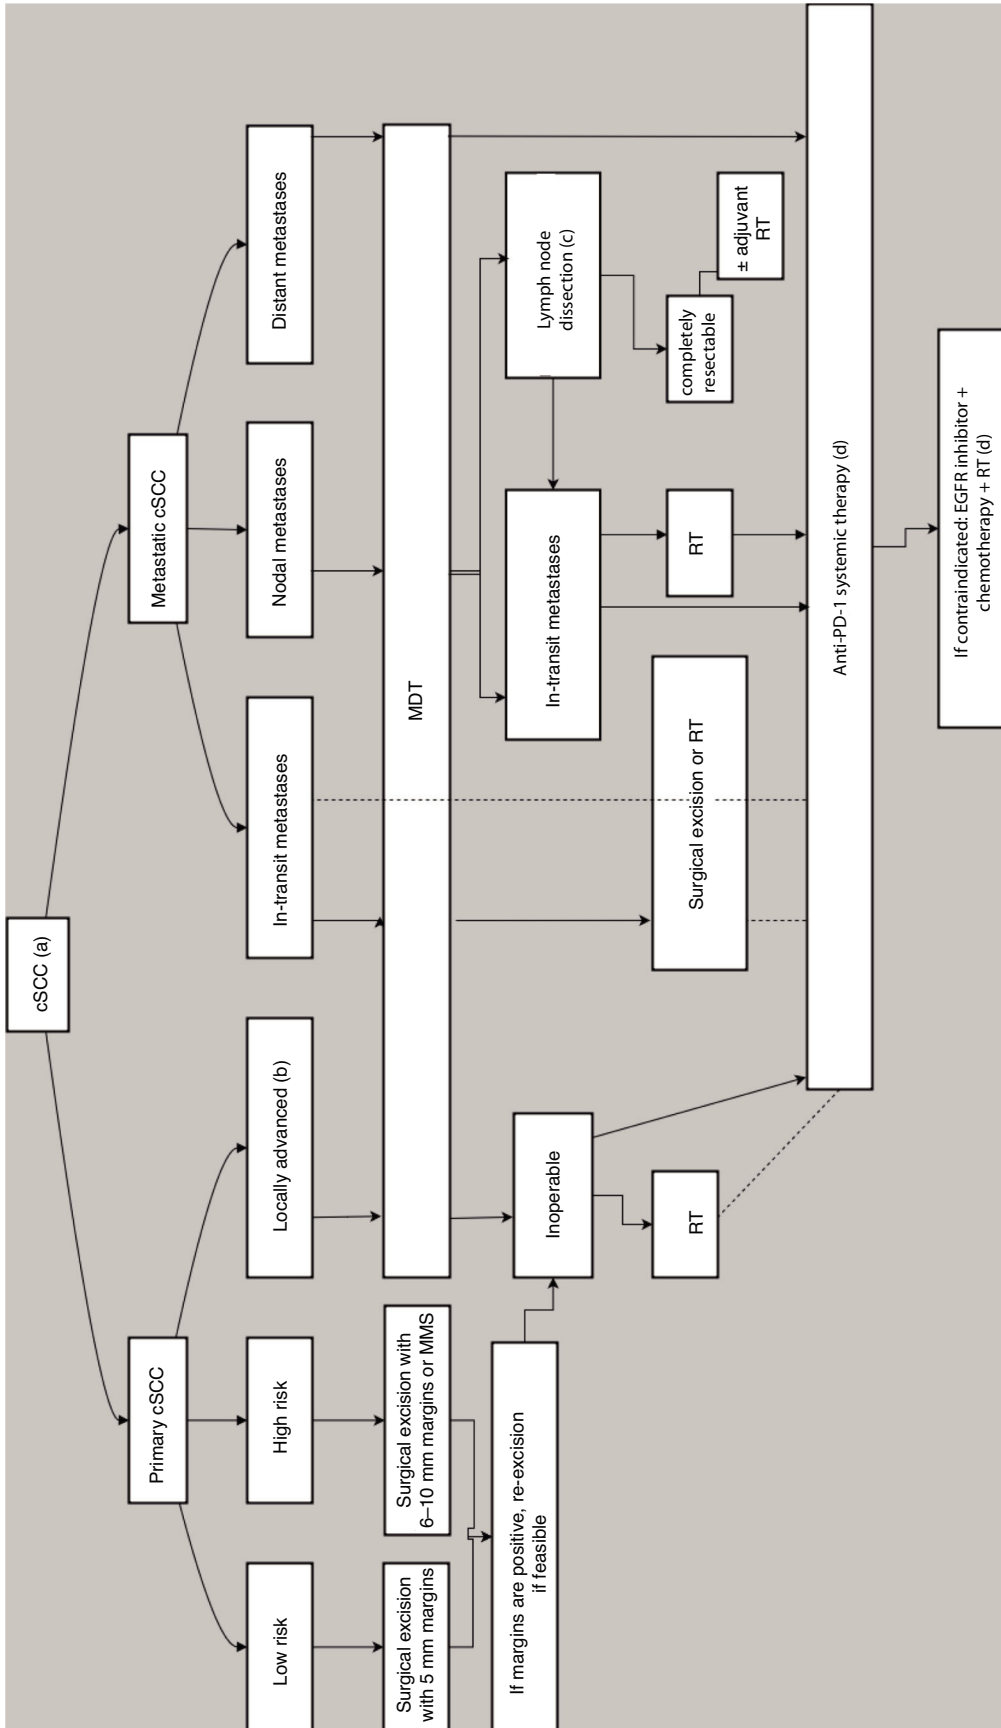 cSCC (a)
Primary cSCC
Metastatic cSCC
Low risk
High risk
Locally advanced (b)
In-transit metastases
Nodal metastases
Distant metastases
Surgical excision
with 5 mm margins
Surgical excision with
6–10 mm margins or MMS
MDT
If margins are positive, re-excision
if feasible
Inoperable
In-transit metastases
Lymph node
dissection (c)
RT
Surgical excision or RT
RT
completely
resectable
± adjuvant
RT
Anti-PD-1 systemic therapy (d)
If contraindicated: EGFR inhibitor +
chemotherapy + RT (d)